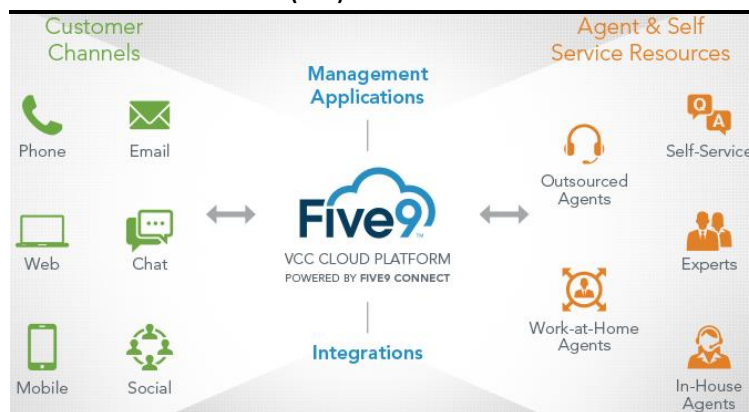 Customer
Channels
Phone
Email
Web
Chat
Mobile
Social
Management
Applications
Five9
VCC CLOUD PLATFORM
POWERED BY FIVE9 CONNECT
Integrations
Agent & Self
Service Resources
Q
A
Self-Service
Outsourced
Agents
Experts
Work-at-Home
Agents
In-House
Agents